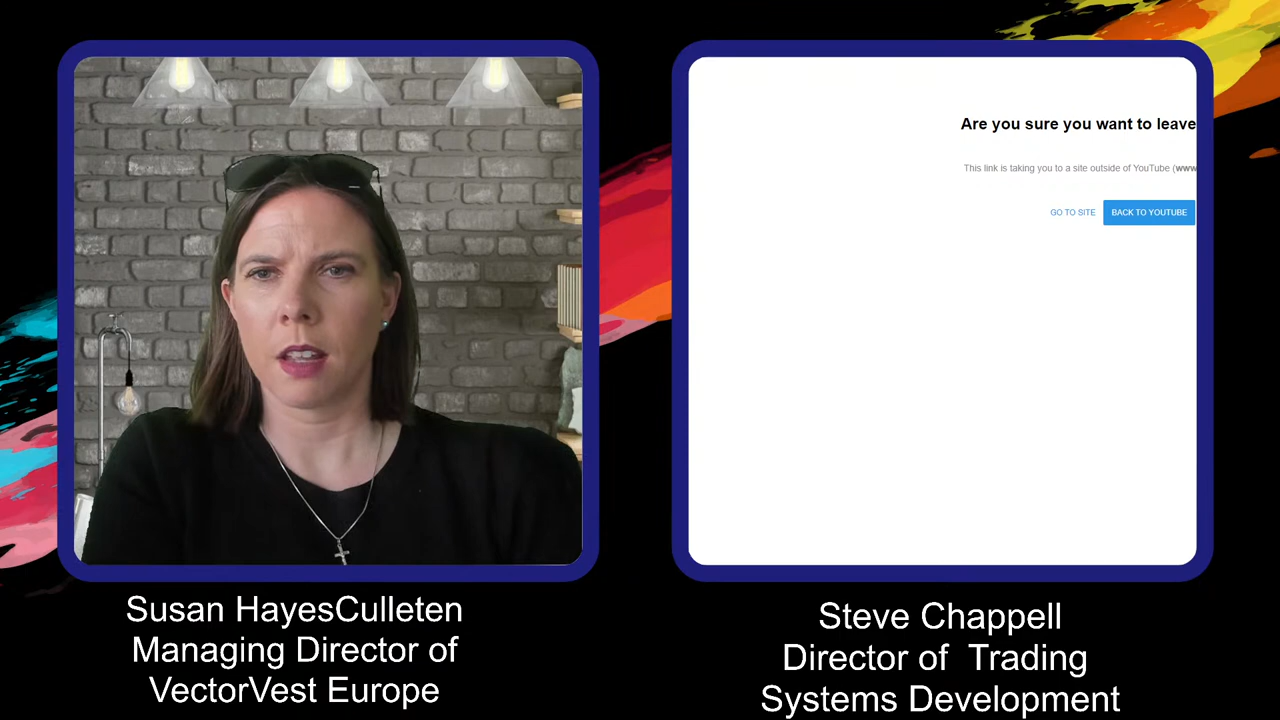 Are you sure you want to leave
This link is taking you to a site outside of YouTube (www
GO TO SITE
BACK TO YOUTUBE
Susan HayesCulleten
Managing Director of
VectorVest Europe
Steve Chappell
Director of Trading
Systems Development